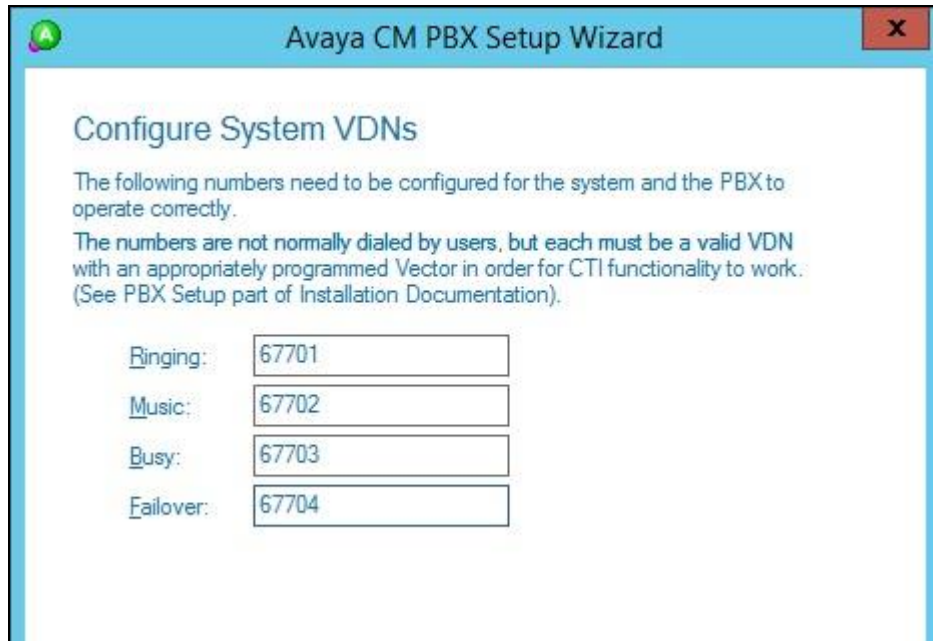 Avaya CM PBX Setup Wizard
x
Configure System VDNs
The following numbers need to be configured for the system and the PBX to
operate correctly.
The numbers are not normally dialed by users, but each must be a valid VDN
with an appropriately programmed Vector in order for CTI functionality to work.
(See PBX Setup part of Installation Documentation).
Ringing: 67701
Music: 67702
Busy: 67703
Failover: 67704